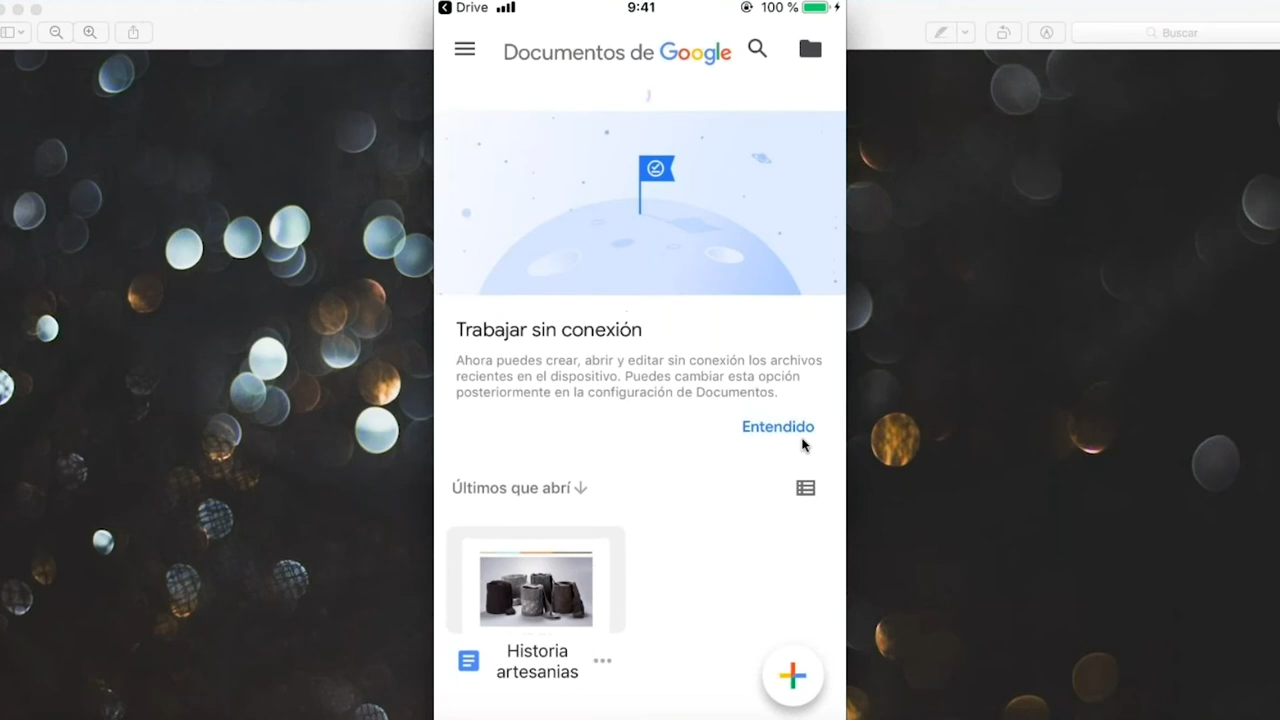 Drive
9:41
100 %
Buscar
Documentos de Google
Trabajar sin conexión
Ahora puedes crear, abrir y editar sin conexión los archivos
recientes en el dispositivo. Puedes cambiar esta opción
posteriormente en la configuración de Documentos.
Entendido
Últimos que abrí
Historia
artesanias